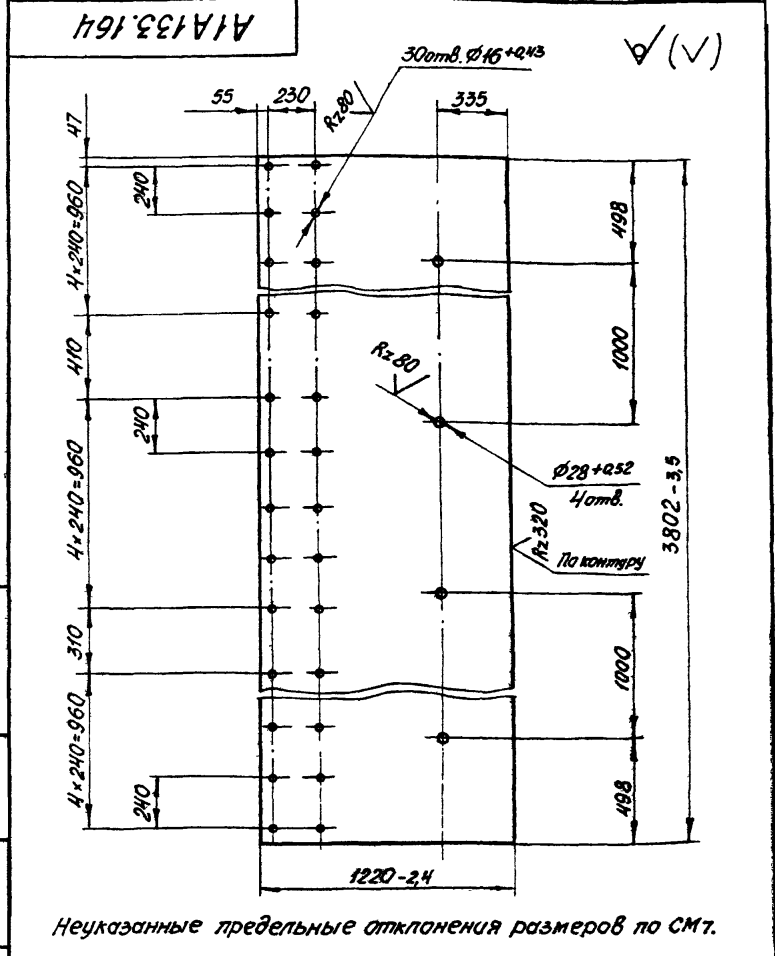 А1А133.164
30отв. ⌀16 +0,43
Rz80
(√)
55
230
335
47
240
4×240=960
498
410
1000
Rz80
240
4×240=960
⌀28 +0,52
4отв.
Rz320
По контуру
3802-3,5
310
1000
4×240=960
240
498
1220-2,4
Неуказанные предельные отклонения размеров по СМ7.